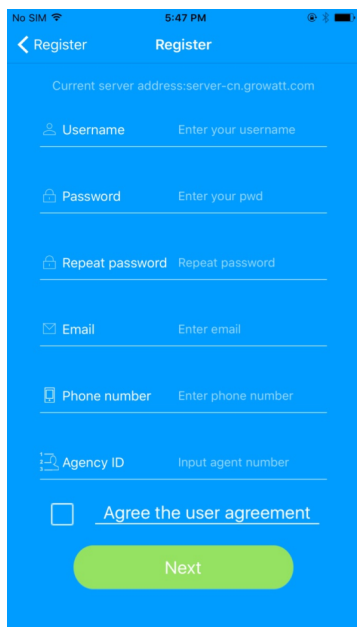 No SIM 5:47 PM
Register Register
Current server address:server-cn.growatt.com
Username Enter your username
Password Enter your pwd
Repeat password Repeat password
Email Enter email
Phone number Enter phone number
Agency ID Input agent number
Agree the user agreement
Next